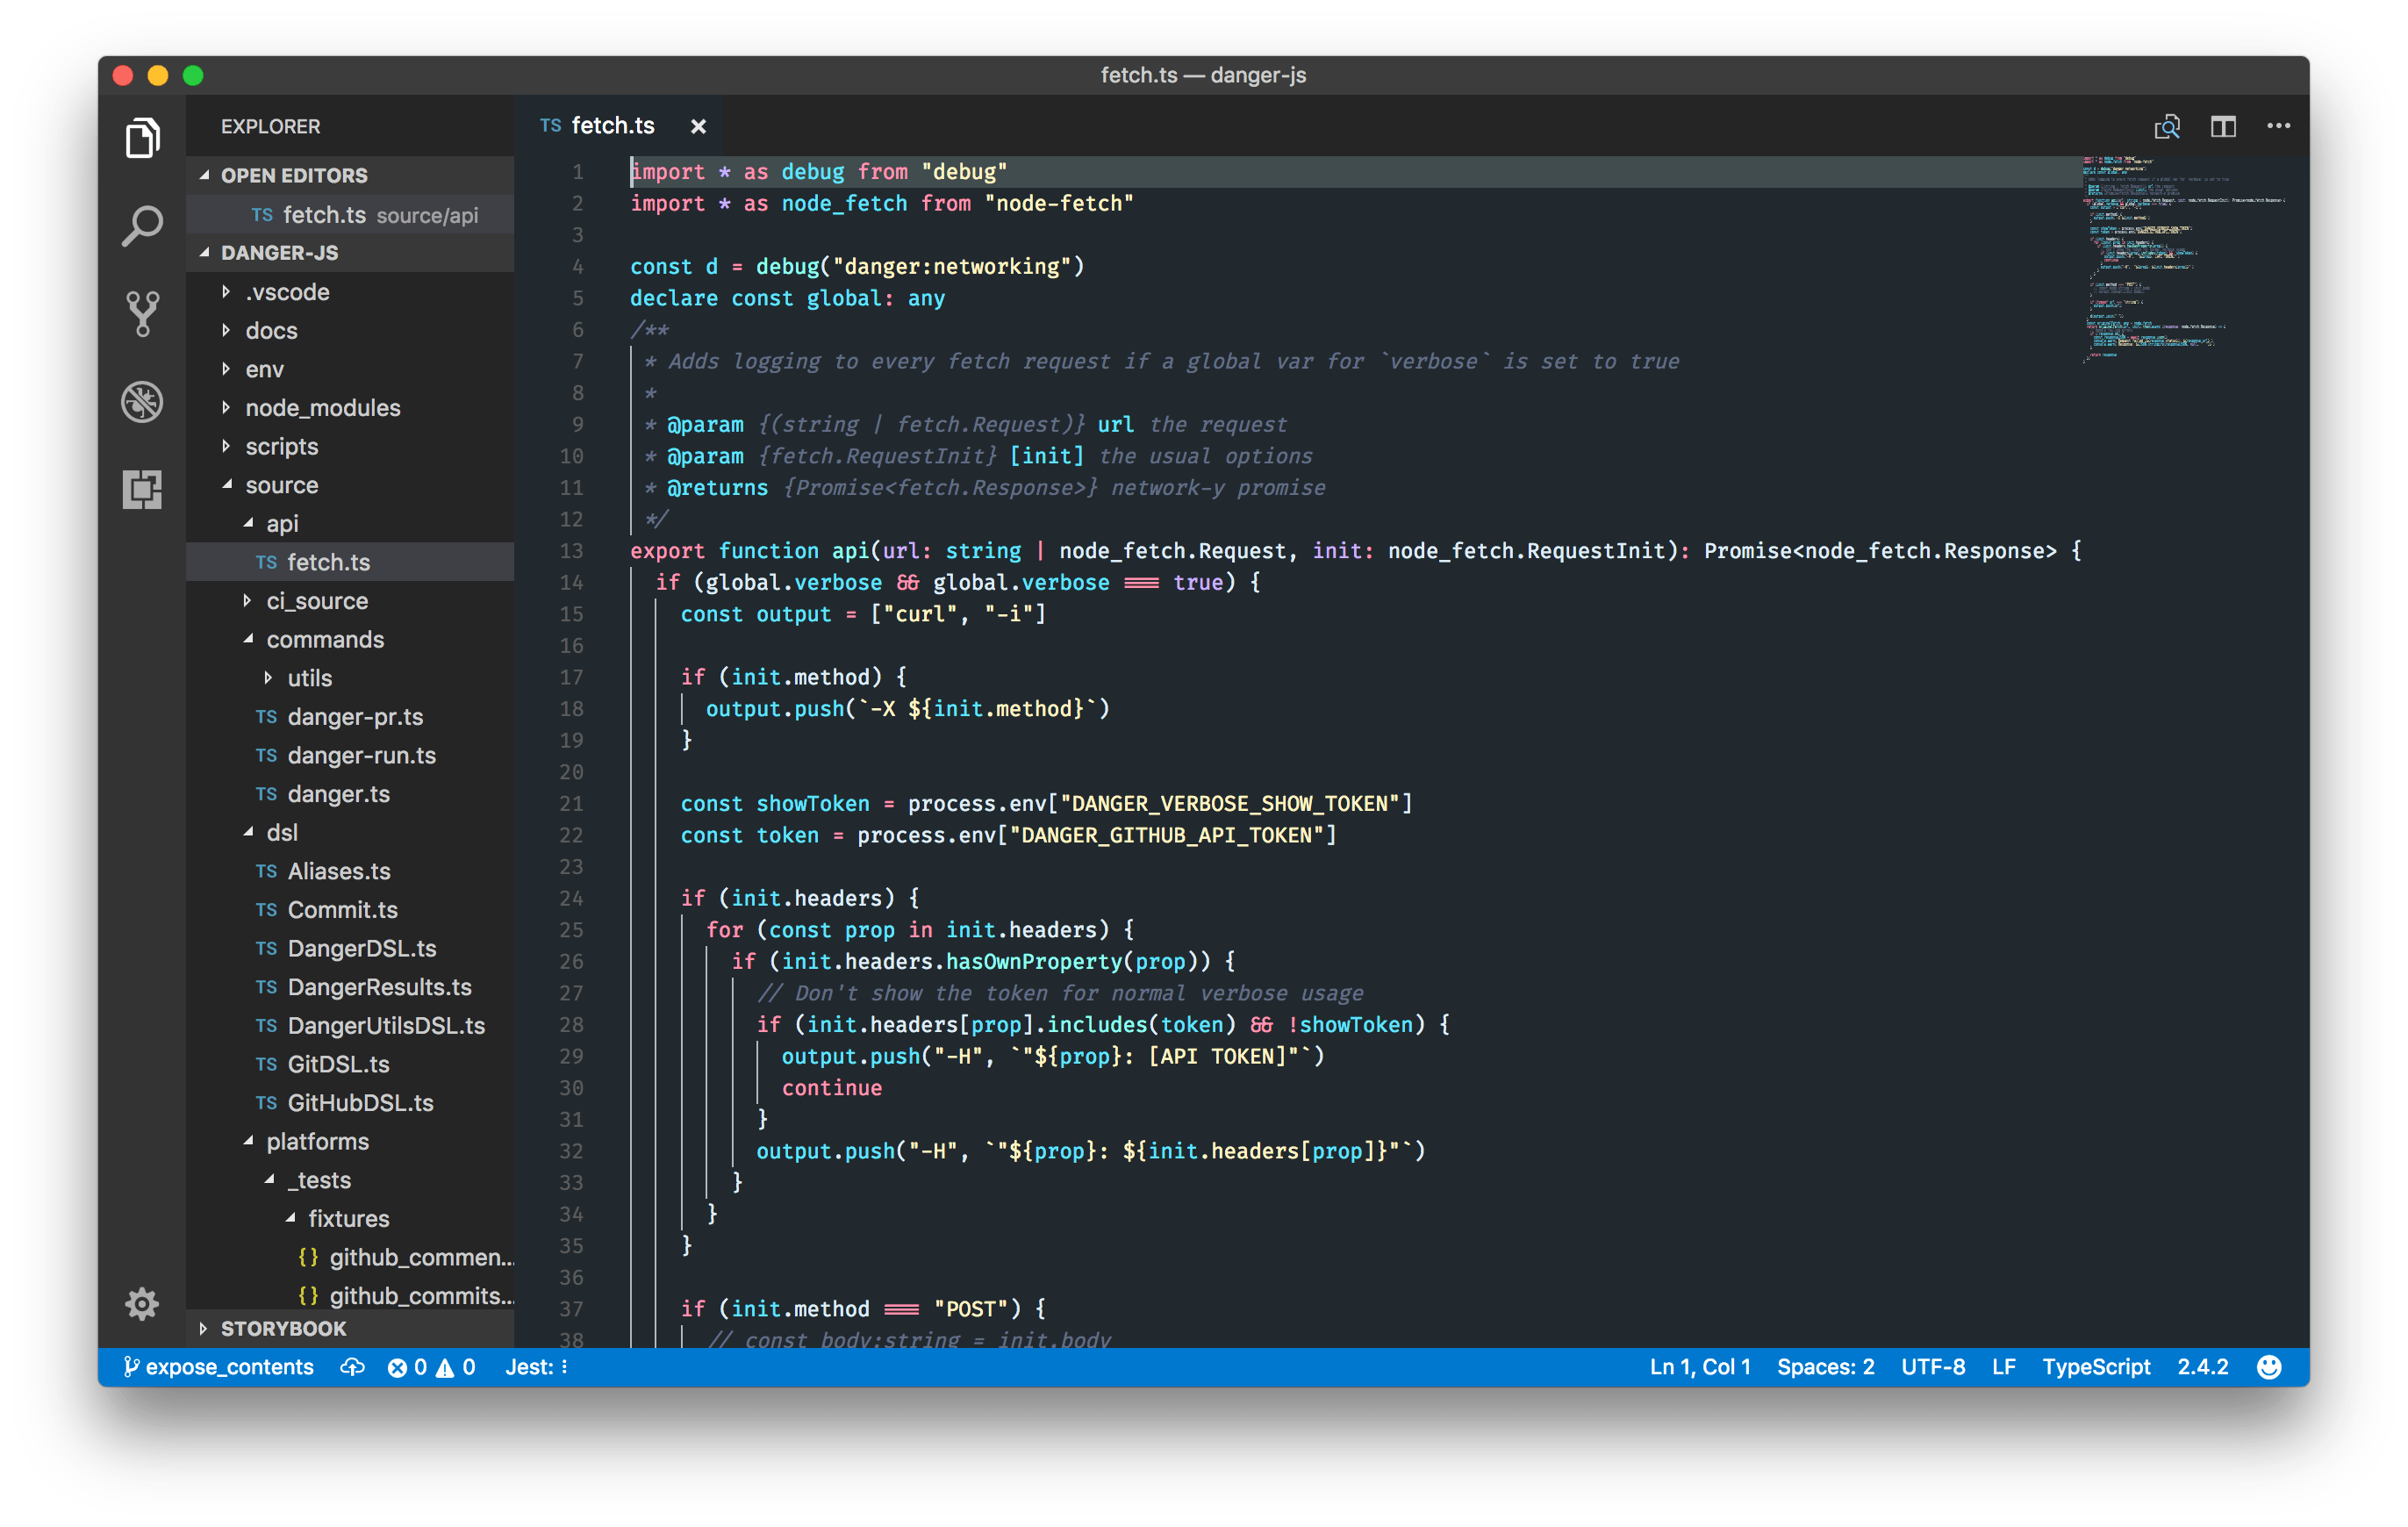 fetch.ts — danger-js
EXPLORER
OPEN EDITORS
TS fetch.ts source/api
DANGER-JS
.vscode
docs
env
node_modules
scripts
source
api
TS fetch.ts
ci_source
commands
utils
TS danger-pr.ts
TS danger-run.ts
TS danger.ts
dsl
TS Aliases.ts
TS Commit.ts
TS DangerDSL.ts
TS DangerResults.ts
TS DangerUtilsDSL.ts
TS GitDSL.ts
TS GitHubDSL.ts
platforms
_tests
fixtures
{} github_commen...
{} github_commits...
STORYBOOK
TS fetch.ts ×
1 import * as debug from "debug"
2 import * as node_fetch from "node-fetch"
3
4 const d = debug("danger:networking")
5 declare const global: any
6 /**
7 * Adds logging to every fetch request if a global var for `verbose` is set to true
8 *
9 * @param {(string | fetch.Request)} url the request
10 * @param {fetch.RequestInit} [init] the usual options
11 * @returns {Promise<fetch.Response>} network-y promise
12 */
13 export function api(url: string | node_fetch.Request, init: node_fetch.RequestInit): Promise<node_fetch.Response> {
14 if (global.verbose && global.verbose === true) {
15 const output = ["curl", "-i"]
16
17 if (init.method) {
18 output.push(`-X ${init.method}`)
19 }
20
21 const showToken = process.env["DANGER_VERBOSE_SHOW_TOKEN"]
22 const token = process.env["DANGER_GITHUB_API_TOKEN"]
23
24 if (init.headers) {
25 for (const prop in init.headers) {
26 if (init.headers.hasOwnProperty(prop)) {
27 // Don't show the token for normal verbose usage
28 if (init.headers[prop].includes(token) && !showToken) {
29 output.push("-H", `"${prop}: [API TOKEN]"`)
30 continue
31 }
32 output.push("-H", `"${prop}: ${init.headers[prop]}"`)
33 }
34 }
35 }
36
37 if (init.method === "POST") {
38 // const body:string = init.body
expose_contents 0 0 Jest: Ln 1, Col 1 Spaces: 2 UTF-8 LF TypeScript 2.4.2